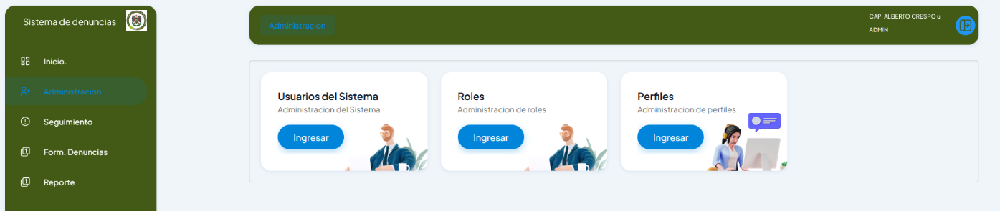 Sistema de denuncias
Inicio.
Administracion
Seguimiento
Form. Denuncias
Reporte
Administracion
CAP. ALBERTO CRESPO u
ADMIN
Usuarios del Sistema
Administracion del Sistema
Ingresar
Roles
Administracion de roles
Ingresar
Perfiles
Administracion de perfiles
Ingresar